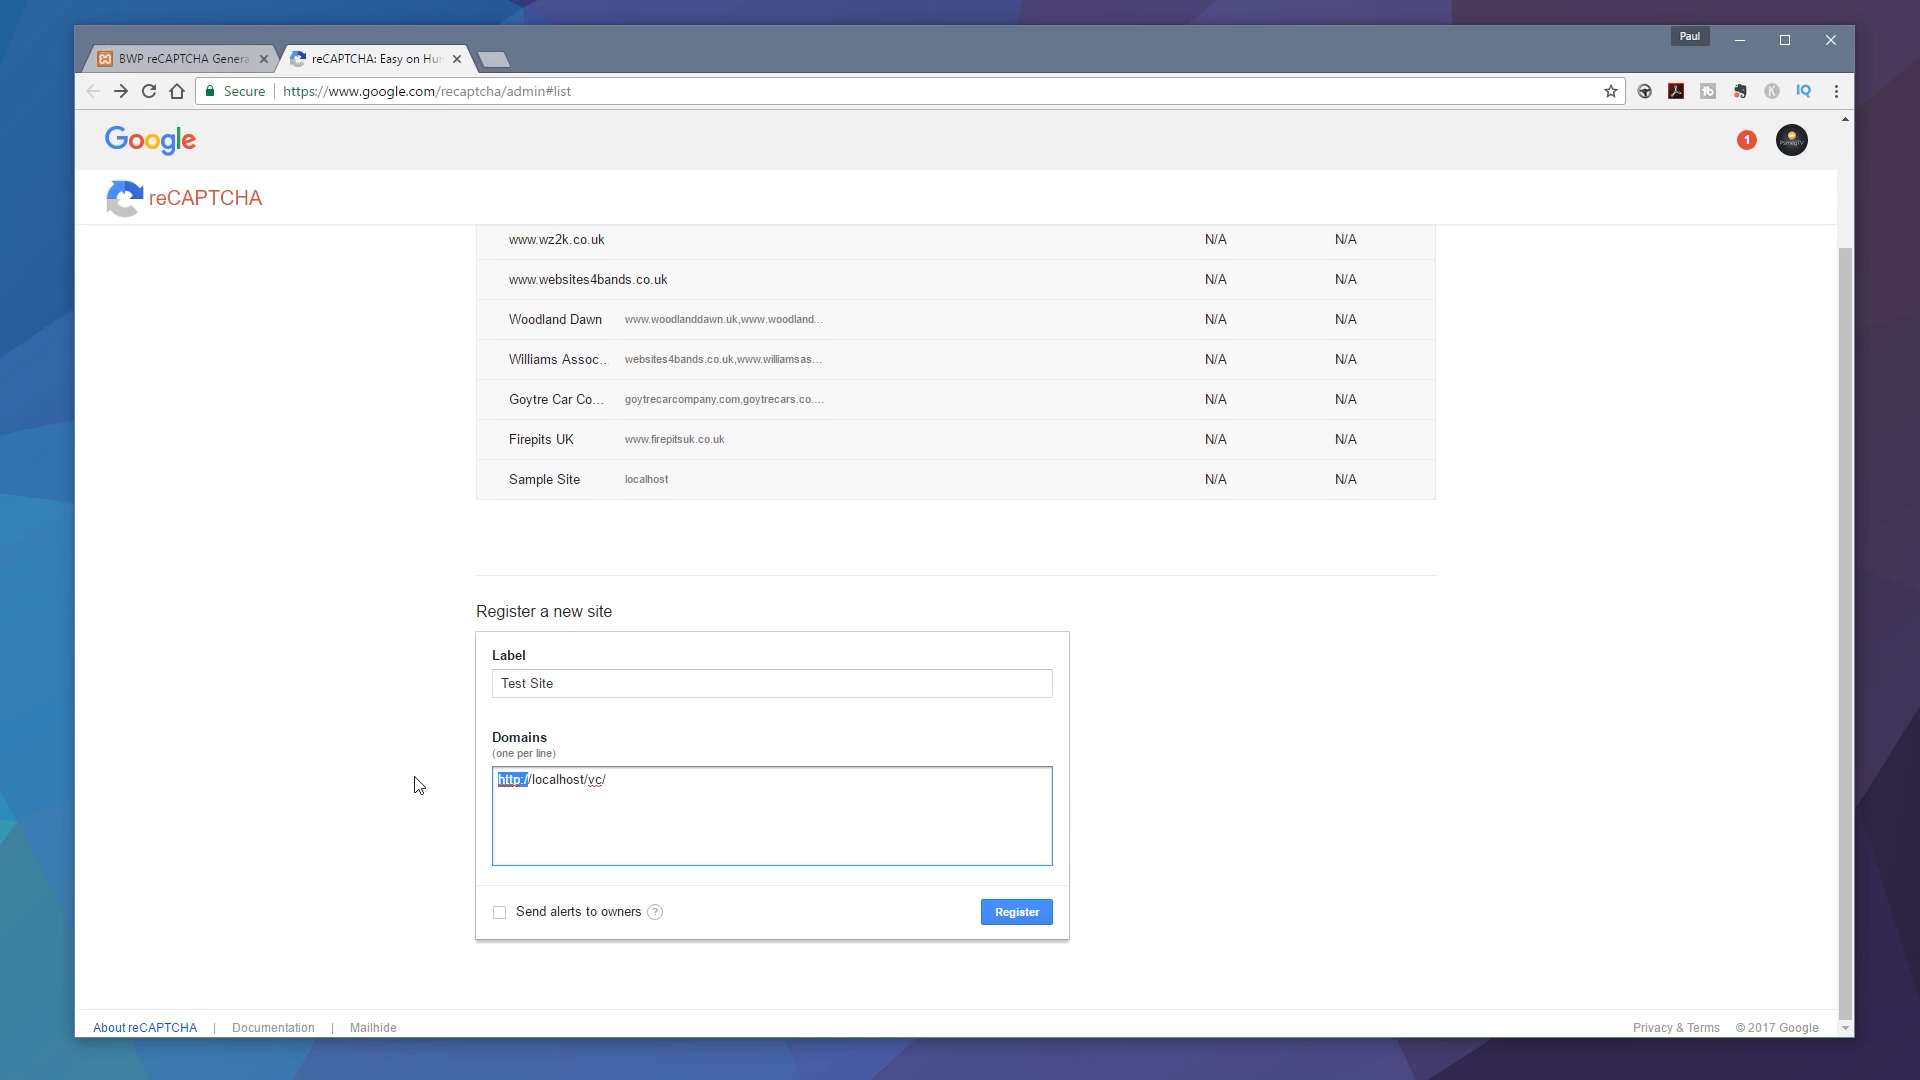 Paul
BWP reCAPTCHA Genera
reCAPTCHA: Easy on Hum
Secure
https://www.google.com/recaptcha/admin#list
IQ
Google
1
reCAPTCHA
www.wz2k.co.uk N/A N/A
www.websites4bands.co.uk N/A N/A
Woodland Dawn www.woodlanddawn.uk,www.woodland... N/A N/A
Williams Assoc... websites4bands.co.uk,www.williamsas... N/A N/A
Goytre Car Co... goytrecarcompany.com,goytrecars.co.... N/A N/A
Firepits UK www.firepitsuk.co.uk N/A N/A
Sample Site localhost N/A N/A
Register a new site
Label
Test Site
Domains
(one per line)
http://localhost/vc/
Send alerts to owners ?
Register
About reCAPTCHA | Documentation | Mailhide
Privacy & Terms © 2017 Google